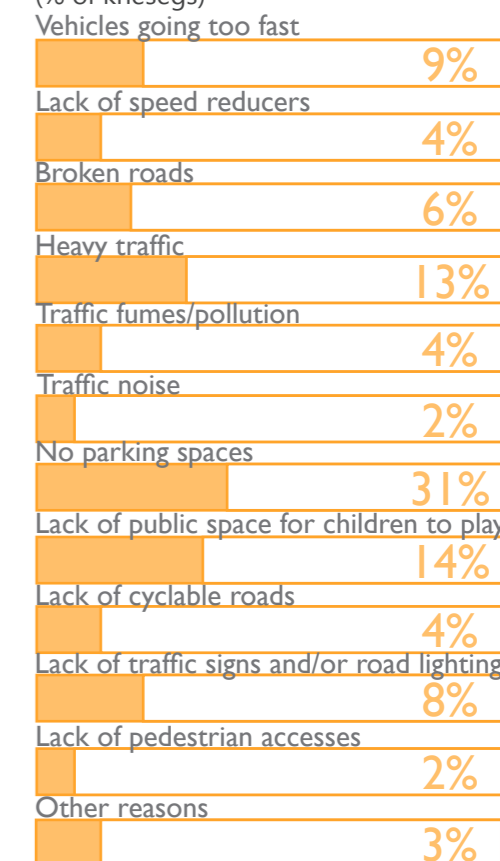 (% of knesegs)
Vehicles going too fast
9%
Lack of speed reducers
4%
Broken roads
6%
Heavy traffic
13%
Traffic fumes/pollution
4%
Traffic noise
2%
No parking spaces
31%
Lack of public space for children to play
14%
Lack of cyclable roads
4%
Lack of traffic signs and/or road lighting
8%
Lack of pedestrian accesses
2%
Other reasons
3%